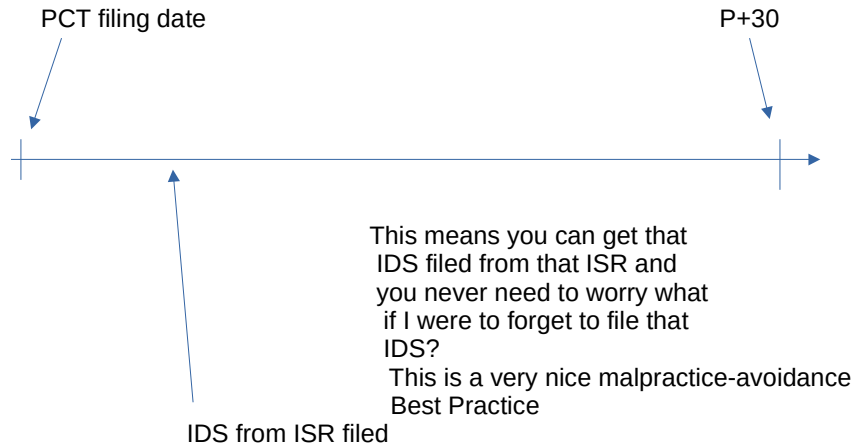 PCT filing date
P+30
This means you can get that
IDS filed from that ISR and
you never need to worry what
if I were to forget to file that
IDS?
This is a very nice malpractice-avoidance
Best Practice
IDS from ISR filed